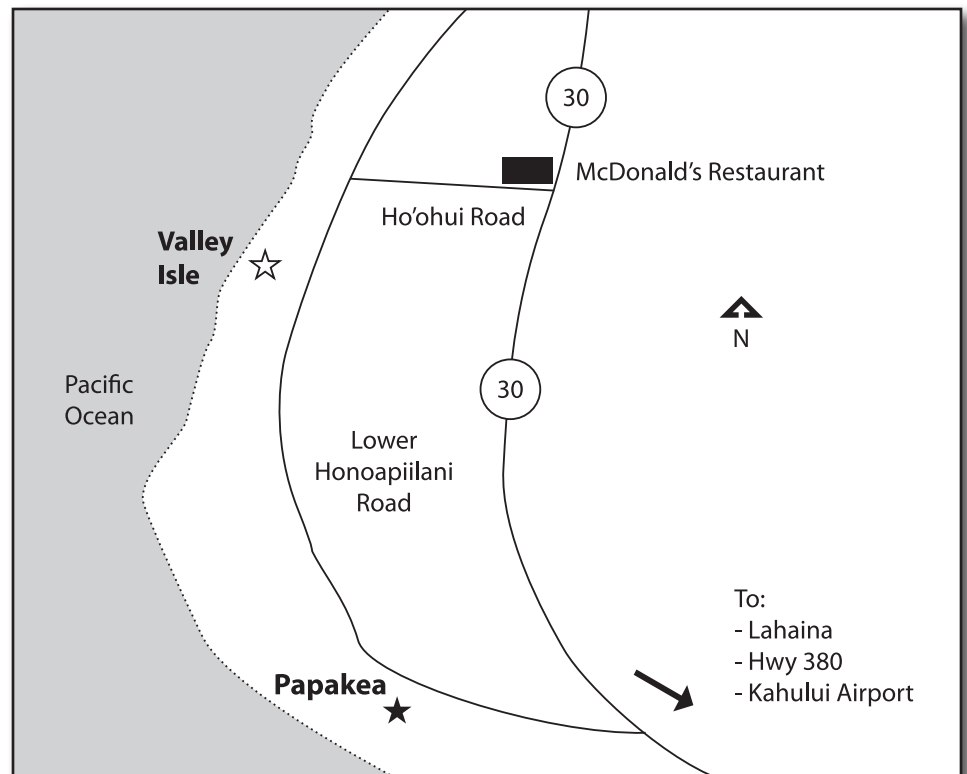 30
McDonald's Restaurant
Ho'ohui Road
Valley
Isle
N
30
Pacific
Ocean
Lower
Honoapiilani
Road
To:
- Lahaina
- Hwy 380
- Kahului Airport
Papakea